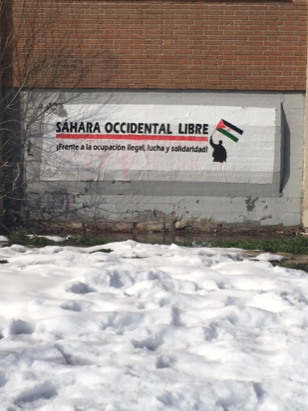 SÁHARA OCCIDENTAL LIBRE
¡Frente a la ocupación ilegal, lucha y solidaridad!